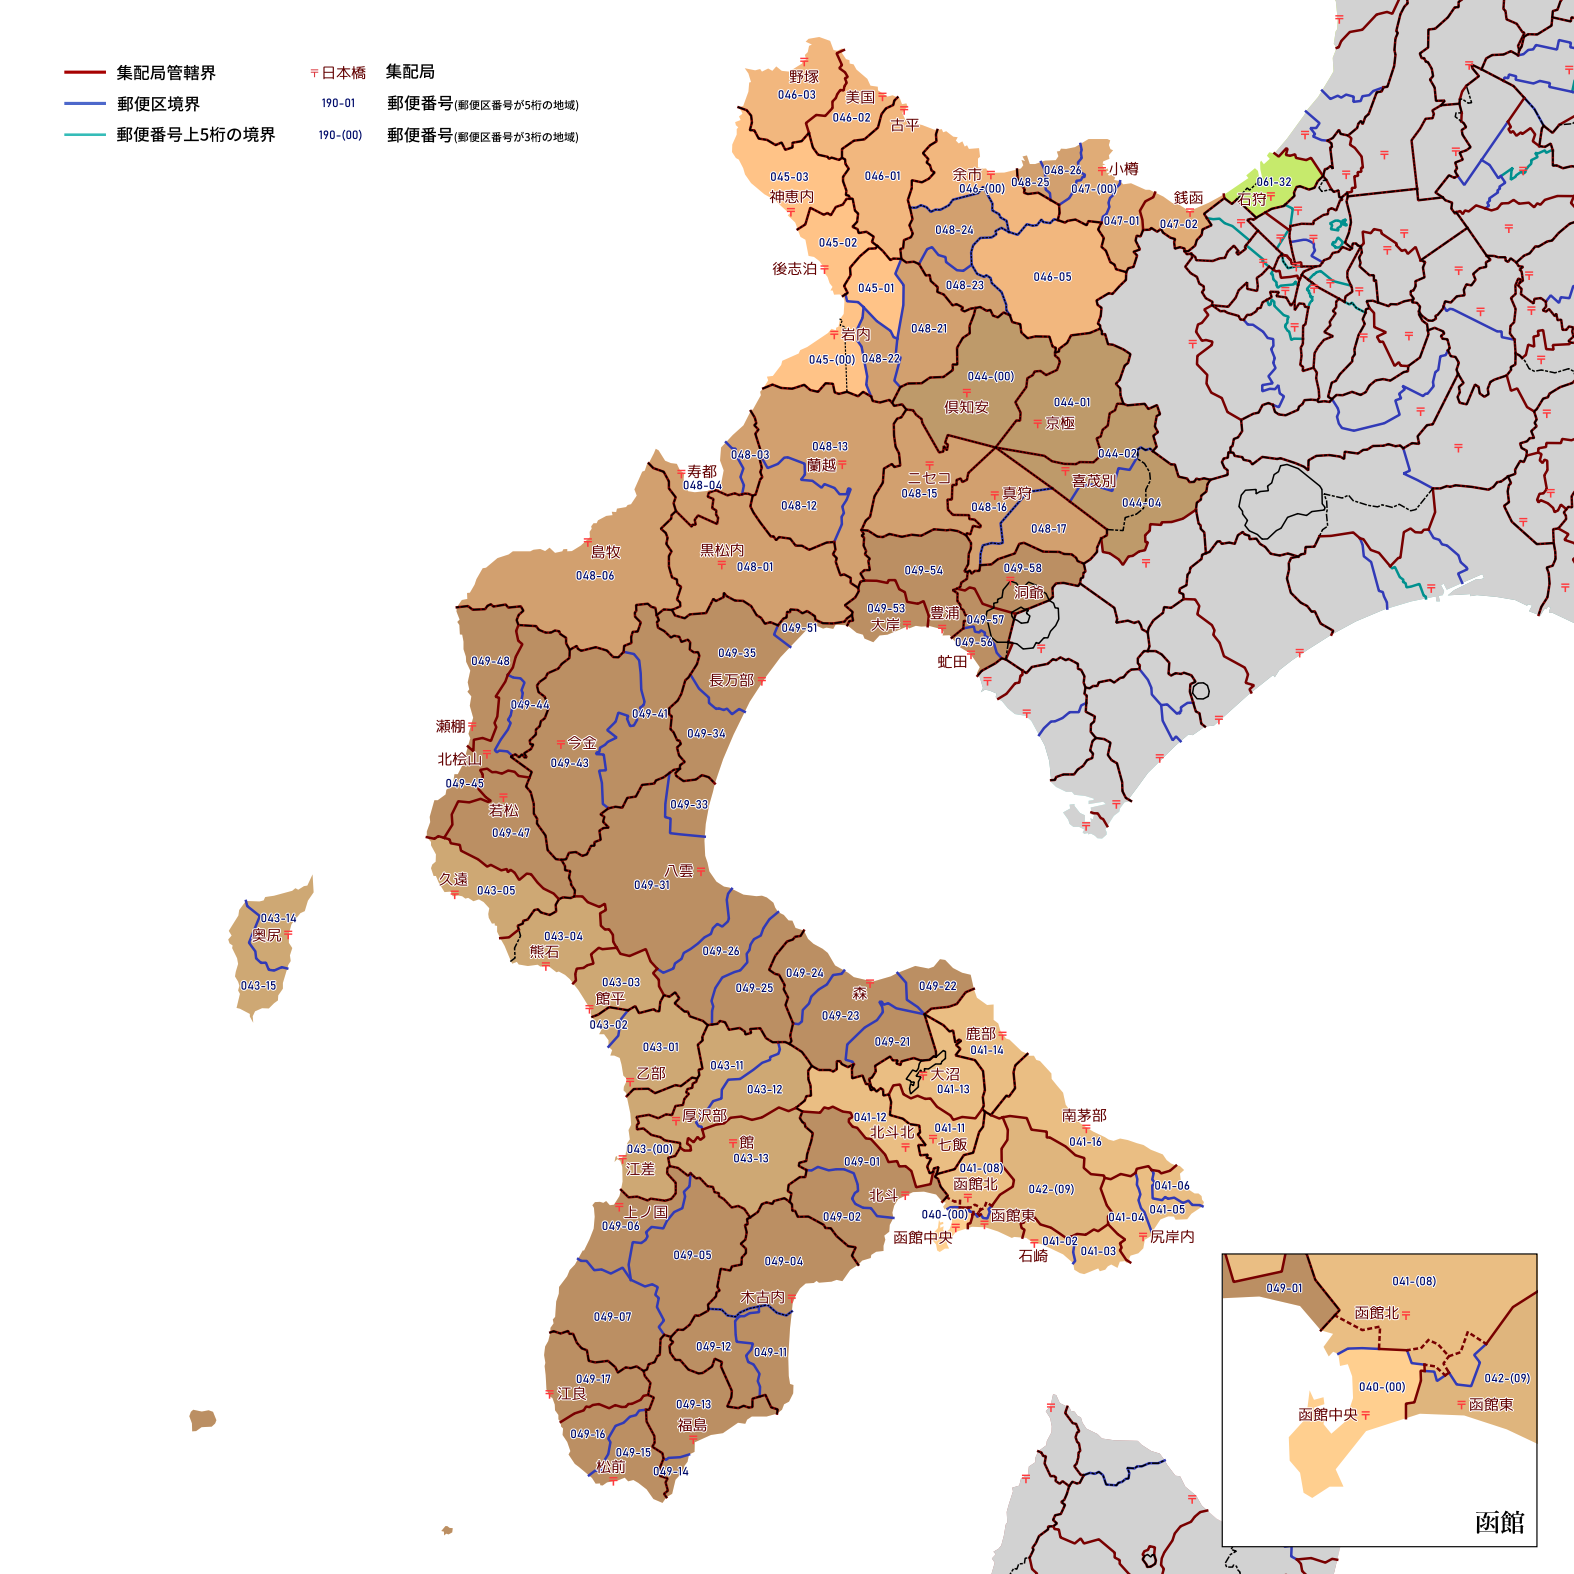 集配局管轄界
日本橋 集配局
郵便区境界
190-01 郵便番号(郵便区番号が5桁の地域)
郵便番号上5桁の境界
190-(00) 郵便番号(郵便区番号が3桁の地域)
野塚
046-03
美国
046-02
古平
046-01
045-03
神恵内
045-02
後志泊
045-01
余市
046-(00)
048-25
048-26
047-(00)
小樽
047-01
銭函
047-02
石狩
061-32
048-24
048-23
046-05
岩内
045-(00)
048-22
048-21
044-(00)
倶知安
044-01
京極
044-02
喜茂別
044-04
048-13
蘭越
048-03
048-12
寿都
048-04
ニセコ
048-15
真狩
048-16
048-17
島牧
048-06
黒松内
048-01
049-54
049-58
洞爺
049-53
大岸
豊浦
049-57
049-56
虻田
049-51
049-35
長万部
049-34
049-33
049-48
049-44
049-41
瀬棚
今金
049-43
北桧山
049-45
若松
049-47
八雲
049-31
久遠
043-05
043-04
熊石
043-14
奥尻
043-15
049-26
049-25
049-24
森
049-23
049-22
049-21
043-03
館平
043-02
043-01
乙部
043-11
043-12
厚沢部
館
043-13
043-(00)
江差
鹿部
041-14
大沼
041-13
041-12
041-11
北斗北
七飯
南茅部
041-16
041-(08)
函館北
042-(09)
041-06
041-05
041-04
尻岸内
041-03
041-02
石崎
函館東
040-(00)
函館中央
049-01
北斗
049-02
上ノ国
049-06
049-05
049-04
木古内
049-07
049-12
049-11
049-17
江良
049-13
福島
049-16
049-15
松前
049-14
049-01
041-(08)
函館北
042-(09)
040-(00)
函館東
函館中央
函館